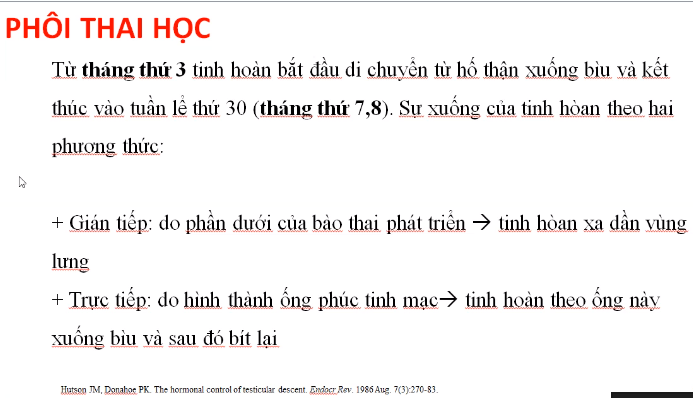 PHÔI THAI HỌC
Từ tháng thứ 3 tinh hoàn bắt đầu di chuyển từ hố thận xuống bìu và kết
thúc vào tuần lễ thứ 30 (tháng thứ 7,8). Sự xuống của tinh hòan theo hai
phương thức:
+ Gián tiếp: do phần dưới của bào thai phát triển → tinh hòan xa dần vùng
lưng
+ Trực tiếp: do hình thành ống phúc tinh mạc→ tinh hoàn theo ống này
xuống bìu và sau đó bít lại
Hutson JM, Donahoe PK. The hormonal control of testicular descent. Endocr Rev. 1986 Aug. 7(3):270-83.